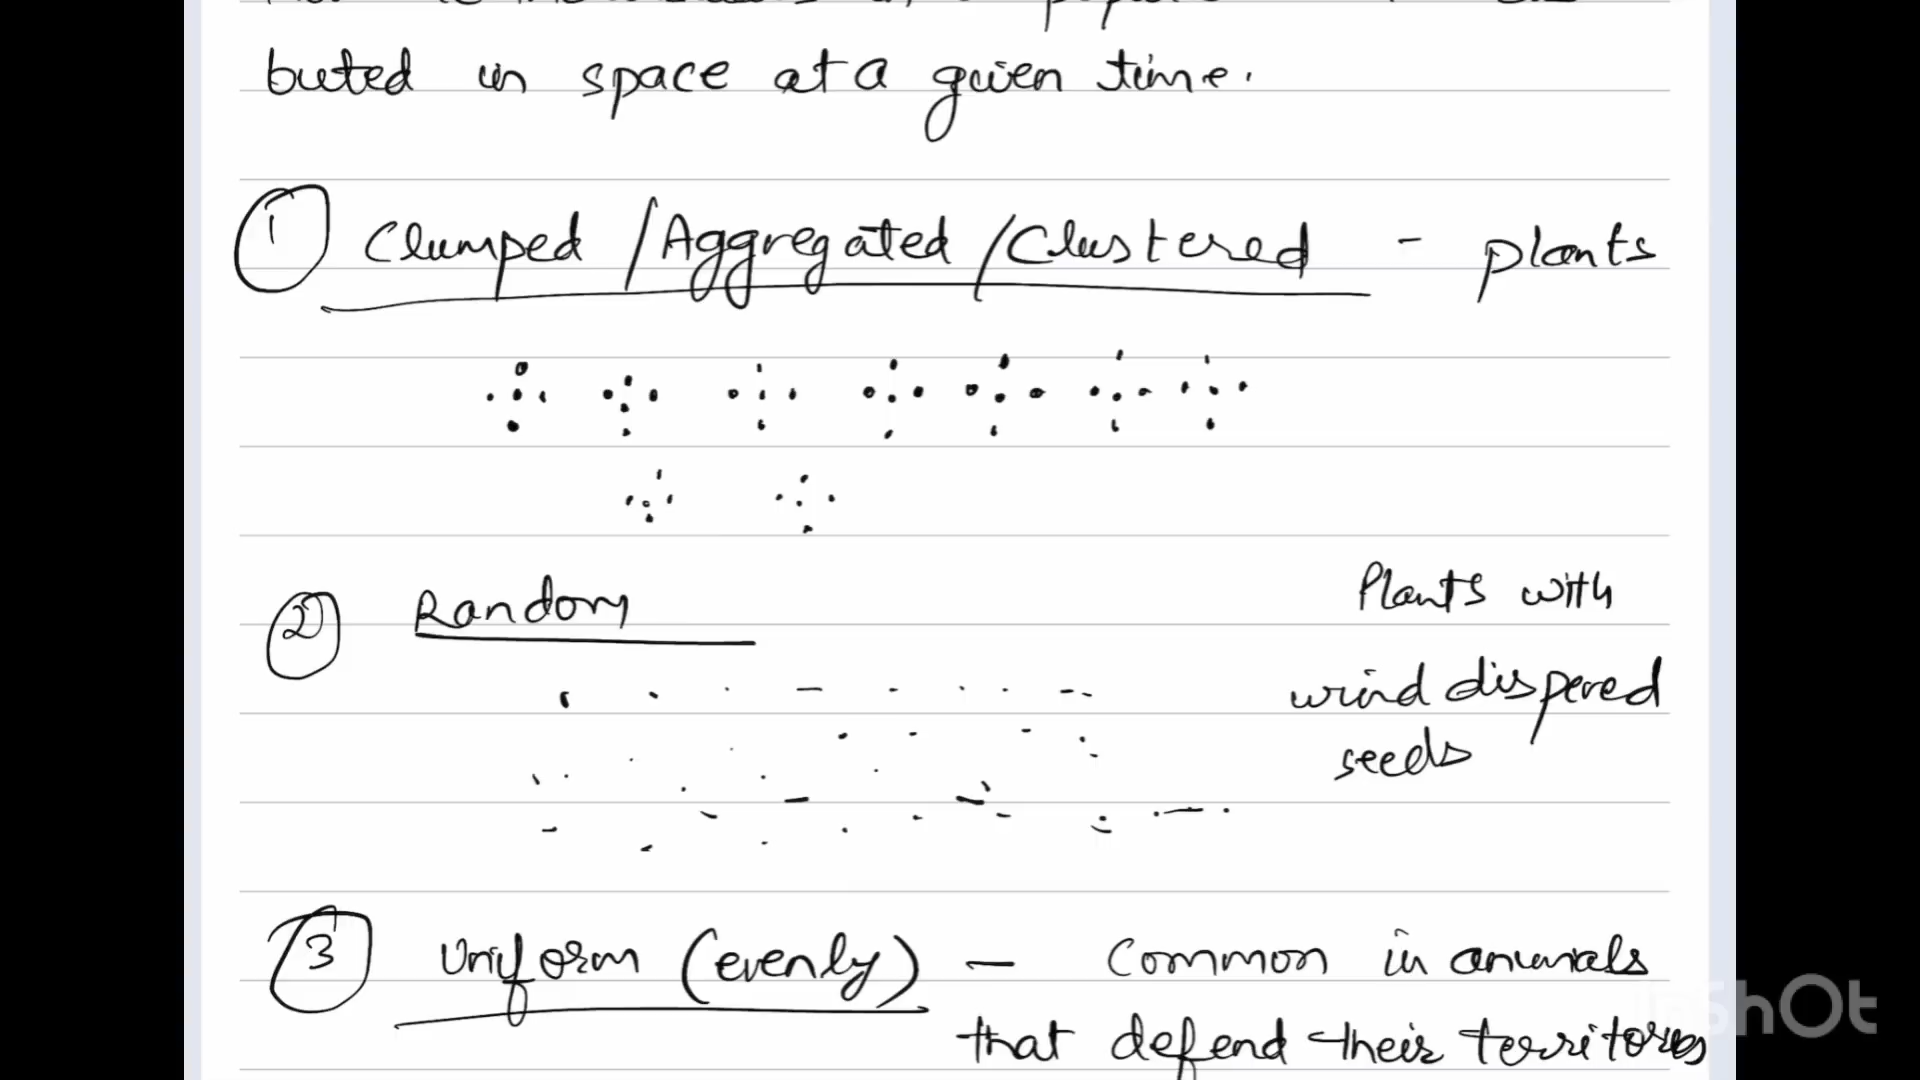 buted in space at a given time.
1 Clumped / Aggregated / Clustered - plants
2 Random
Plants with
wind dispered
seeds
3 Uniform (evenly) — Common in animals
that defend their territories
InShOt